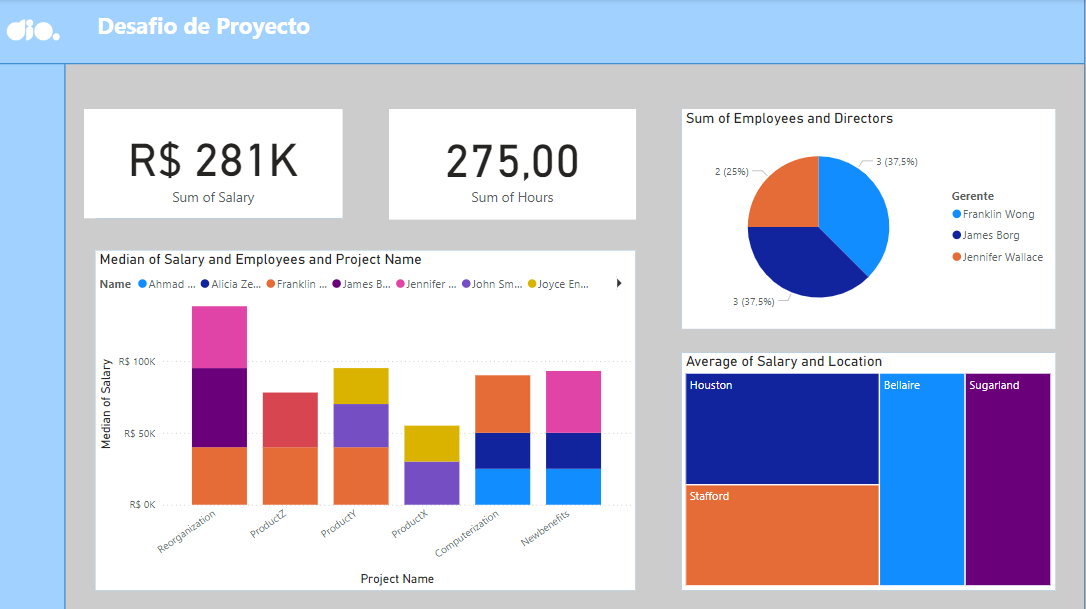 dio.
Desafio de Proyecto
R$ 281K
Sum of Salary
275,00
Sum of Hours
Sum of Employees and Directors
3 (37,5%)
2 (25%)
3 (37,5%)
Gerente
Franklin Wong
James Borg
Jennifer Wallace
Median of Salary and Employees and Project Name
Name Ahmad ... Alicia Ze... Franklin ... James B... Jennifer ... John Sm... Joyce En...
Median of Salary
R$ 100K
R$ 50K
R$ 0K
Reorganization
ProductZ
ProductY
ProductX
Computerization
Newbenefits
Project Name
Average of Salary and Location
Houston
Bellaire
Sugarland
Stafford